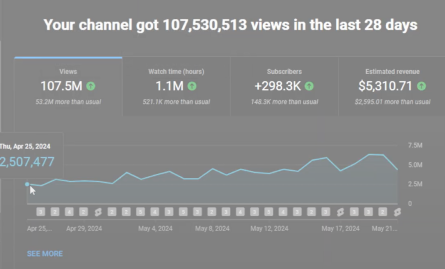 Your channel got 107,530,513 views in the last 28 days
Views
107.5M
53.2M more than usual
Watch time (hours)
1.1M
521.1K more than usual
Subscribers
+298.3K
148.3K more than usual
Estimated revenue
$5,310.71
$2,595.01 more than usual
Thu, Apr 25, 2024
2,507,477
7.5M
5.0M
2.5M
0
Apr 25,...
Apr 29, 2024
May 4, 2024
May 8, 2024
May 13, 2024
May 17, 2024
May 21...
SEE MORE